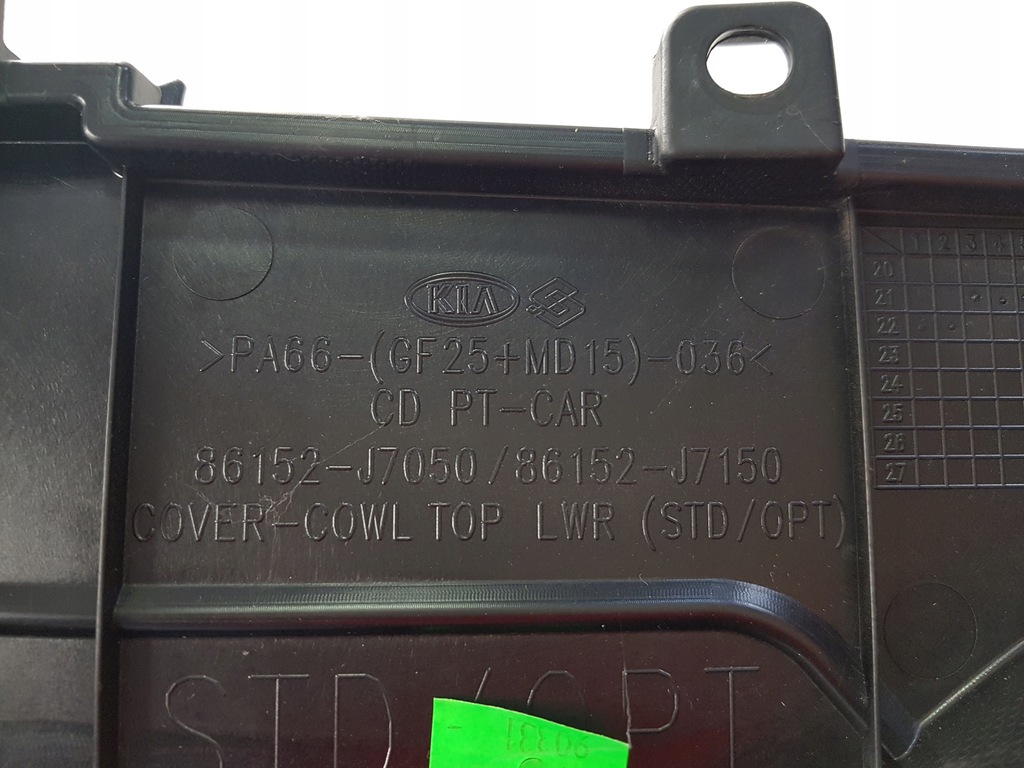 KIA
>PA66-(GF25+MD15)-036<
CD PT-CAR
86152-J7050/86152-J7150
COVER-COWL TOP LWR (STD/OPT)
1 2 3 4
20
21
22
23
24
25
26
27
STD/OPT